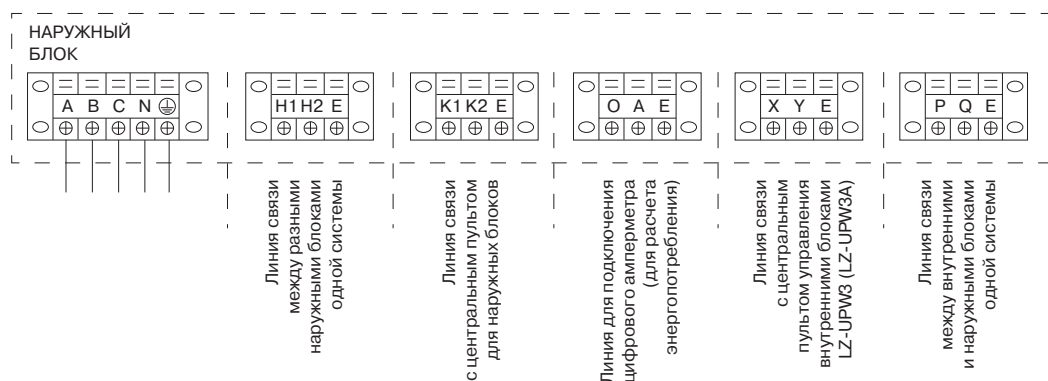 НАРУЖНЫЙ
БЛОК
A B C N
H1 H2 E
K1 K2 E
O A E
X Y E
P Q E
Линия связи
между разными
наружными блоками
одной системы
Линия связи
с центральным пультом
для наружных блоков
Линия для подключения
цифрового амперметра
(для расчета
энергопотребления)
Линия связи
с центральным
пультом управления
внутренними блоками
LZ-UPW3 (LZ-UPW3A)
Линия связи
между внутренними
и наружными блоками
одной системы